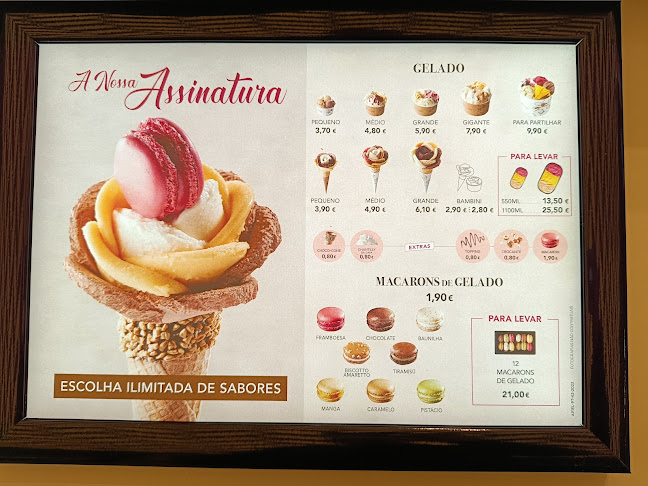 A Nossa Assinatura
ESCOLHA ILIMITADA DE SABORES
GELADO
PEQUENO MÉDIO GRANDE GIGANTE PARA PARTILHAR
3,70 € 4,80 € 5,90 € 7,90 € 9,90 €
PEQUENO MÉDIO GRANDE BAMBINI
3,90 € 4,90 € 6,10 € 2,90 € 2,80 €
PARA LEVAR
550ML 13,50 €
1100ML 25,50 €
EXTRAS
0,80 € 0,80 € 0,80 € 0,80 € 1,90 €
MACARONS DE GELADO
1,90 €
FRAMBOESA CHOCOLATE BAUNILHA
BISCOTTO AMARETTO TIRAMISÙ
MANGA CARAMELO PISTÁCIO
PARA LEVAR
12
MACARONS
DE GELADO
21,00 €